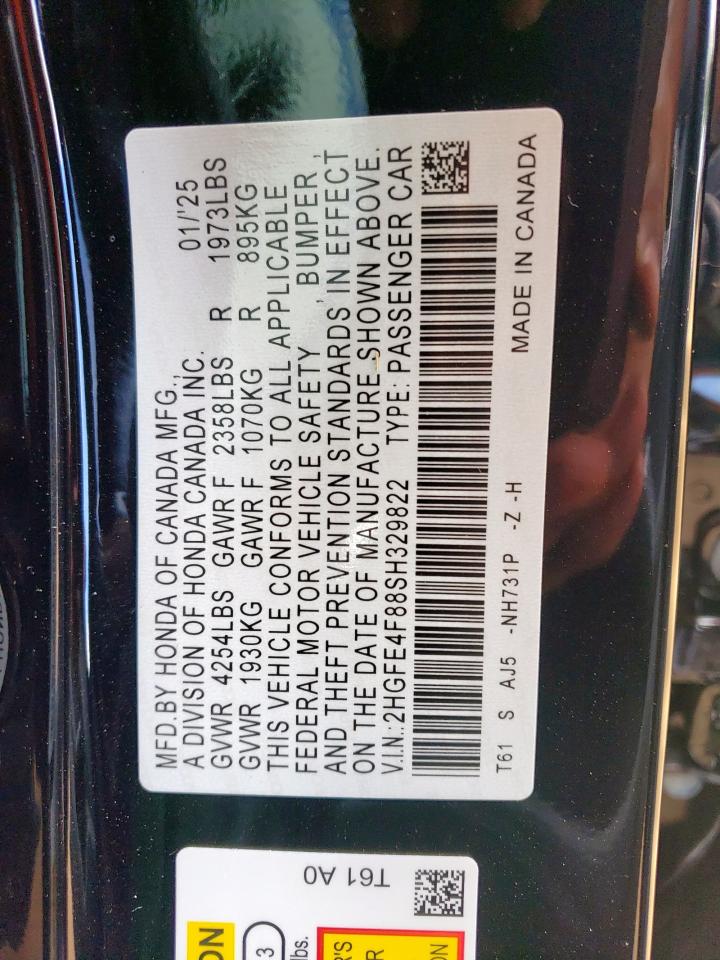 MFD.BY HONDA OF CANADA MFG., 01/'25
A DIVISION OF HONDA CANADA INC.
GVWR 4254LBS GAWR F 2358LBS R 1973LBS
GVWR 1930KG GAWR F 1070KG R 895KG
THIS VEHICLE CONFORMS TO ALL APPLICABLE
FEDERAL MOTOR VEHICLE SAFETY, BUMPER,
AND THEFT PREVENTION STANDARDS IN EFFECT
ON THE DATE OF MANUFACTURE SHOWN ABOVE.
V.I.N.: 2HGFE4F88SH329822 TYPE: PASSENGER CAR
T61 S AJ5 -NH731P -Z -H
MADE IN CANADA
T61 A0
3
lbs.